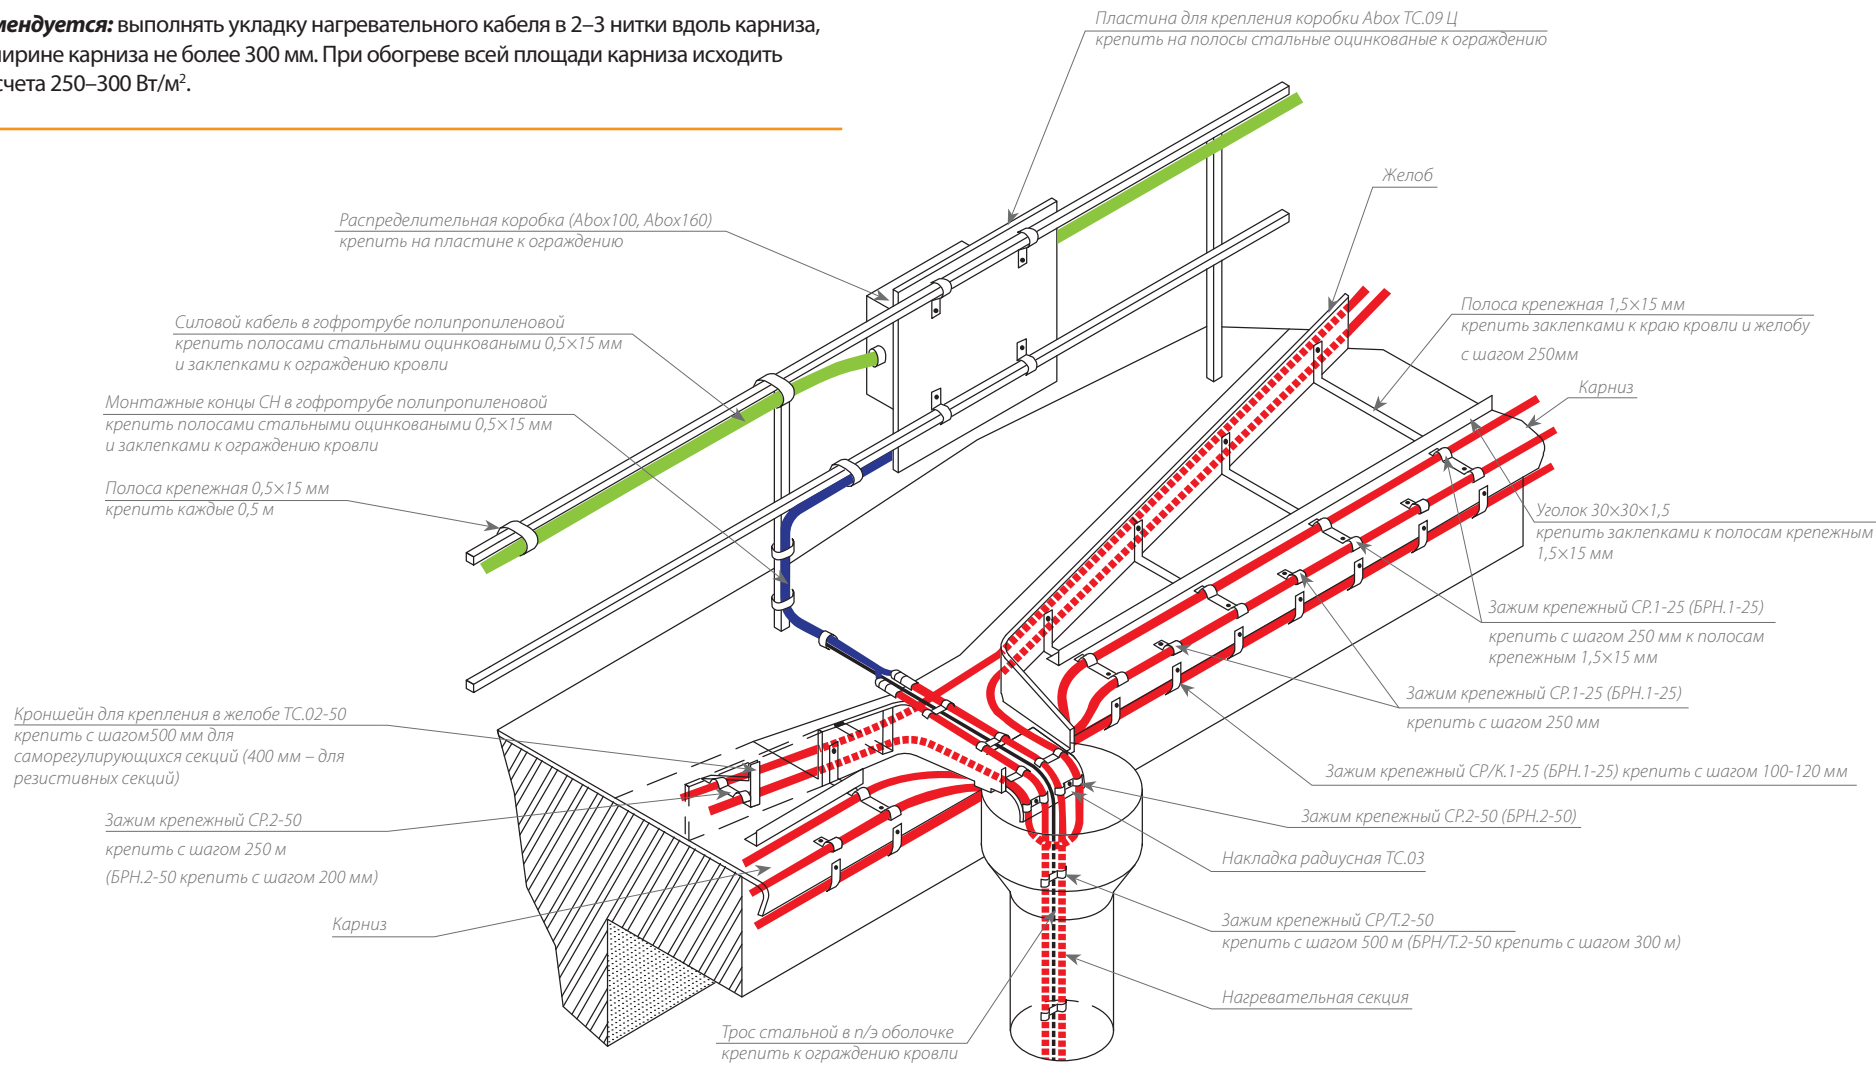 мендуется: выполнять укладку нагревательного кабеля в 2–3 нитки вдоль карниза,
ирине карниза не более 300 мм. При обогреве всей площади карниза исходить
счета 250–300 Вт/м².
Пластина для крепления коробки Abox ТС.09 Ц
крепить на полосы стальные оцинкованые к ограждению
Желоб
Распределительная коробка (Abox100, Abox160)
крепить на пластине к ограждению
Силовой кабель в гофротрубе полипропиленовой
крепить полосами стальными оцинковаными 0,5×15 мм
и заклепками к ограждению кровли
Монтажные концы СН в гофротрубе полипропиленовой
крепить полосами стальными оцинковаными 0,5×15 мм
и заклепками к ограждению кровли
Полоса крепежная 0,5×15 мм
крепить каждые 0,5 м
Полоса крепежная 1,5×15 мм
крепить заклепками к краю кровли и желобу
с шагом 250мм
Карниз
Уголок 30×30×1,5
крепить заклепками к полосам крепежным
1,5×15 мм
Зажим крепежный СР.1-25 (БРН.1-25)
крепить с шагом 250 мм к полосам
крепежным 1,5×15 мм
Зажим крепежный СР.1-25 (БРН.1-25)
крепить с шагом 250 мм
Зажим крепежный СР/К.1-25 (БРН.1-25) крепить с шагом 100-120 мм
Зажим крепежный СР.2-50 (БРН.2-50)
Накладка радиусная ТС.03
Зажим крепежный СР/Т.2-50
крепить с шагом 500 м (БРН/Т.2-50 крепить с шагом 300 м)
Нагревательная секция
Кроншейн для крепления в желобе ТС.02-50
крепить с шагом500 мм для
саморегулирующихся секций (400 мм – для
резистивных секций)
Зажим крепежный СР.2-50
крепить с шагом 250 м
(БРН.2-50 крепить с шагом 200 мм)
Карниз
Трос стальной в п/э оболочке
крепить к ограждению кровли